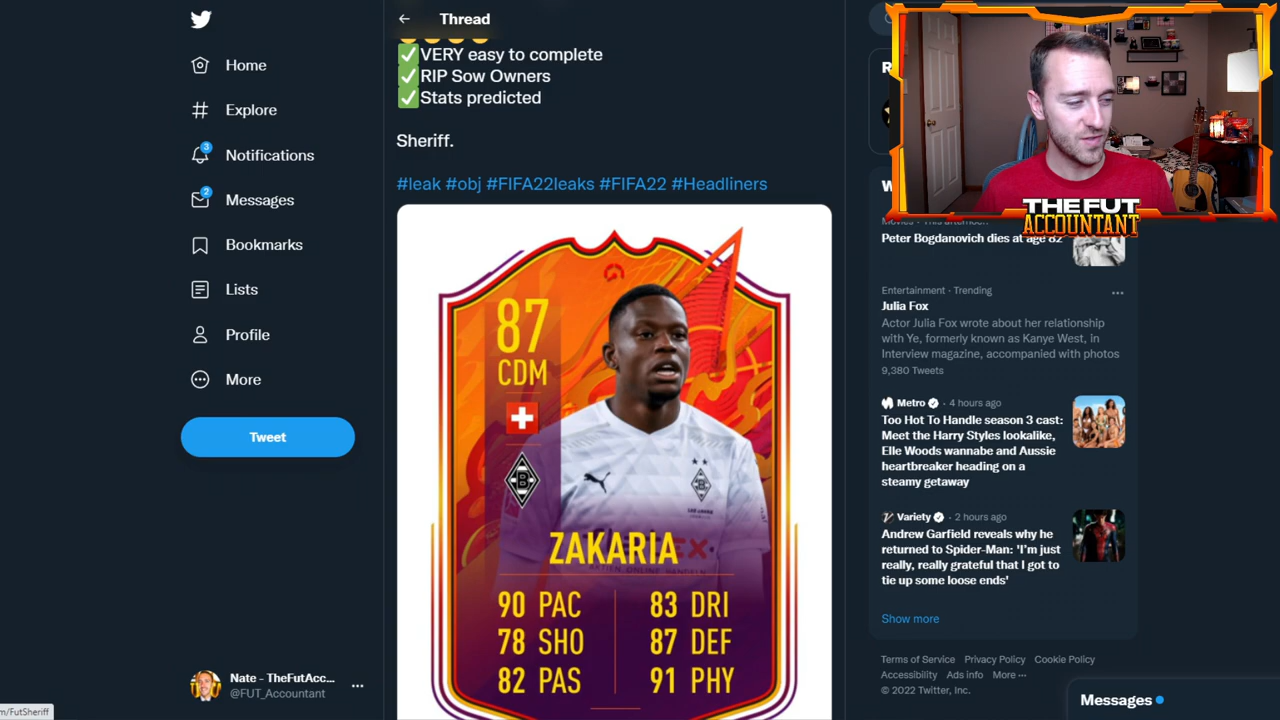 Home
Explore
3
Notifications
2
Messages
Bookmarks
Lists
Profile
More
Tweet
Nate - TheFutAcc...
@FUT_Accountant
m/FutSheriff
Thread
VERY easy to complete
RIP Sow Owners
Stats predicted
Sheriff.
#leak #obj #FIFA22leaks #FIFA22 #Headliners
87
CDM
ZAKARIA
90 PAC
83 DRI
78 SHO
87 DEF
82 PAS
91 PHY
THE FUT
ACCOUNTANT
Peter Bogdanovich dies at age 82
Entertainment · Trending
Julia Fox
Actor Julia Fox wrote about her relationship
with Ye, formerly known as Kanye West, in
Interview magazine, accompanied with photos
9,380 Tweets
Metro · 4 hours ago
Too Hot To Handle season 3 cast:
Meet the Harry Styles lookalike,
Elle Woods wannabe and Aussie
heartbreaker heading on a
steamy getaway
Variety · 2 hours ago
Andrew Garfield reveals why he
returned to Spider-Man: 'I'm just
really, really grateful that I got to
tie up some loose ends'
Show more
Terms of Service Privacy Policy Cookie Policy
Accessibility Ads info More ···
© 2022 Twitter, Inc.
Messages